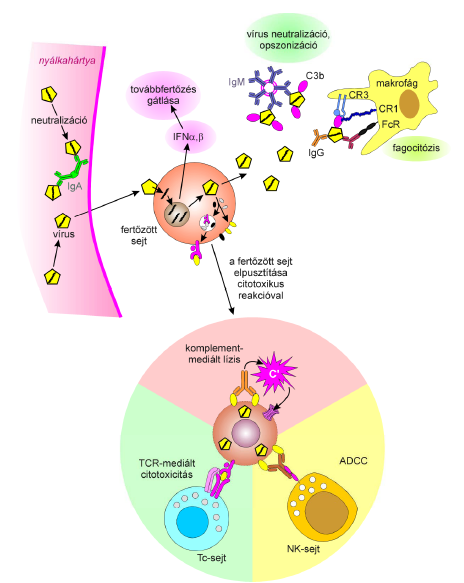 nyálkahártya
neutralizáció
IgA
vírus
továbbfertőzés
gátlása
IFNα,β
fertőzött
sejt
vírus neutralizáció,
opszonizáció
IgM
C3b
makrofág
CR3
CR1
FcR
IgG
fagocitózis
a fertőzött sejt
elpusztítása
citotoxikus
reakcióval
komplement-
mediált lízis
C'
TCR-mediált
citotoxicitás
Tc-sejt
ADCC
NK-sejt